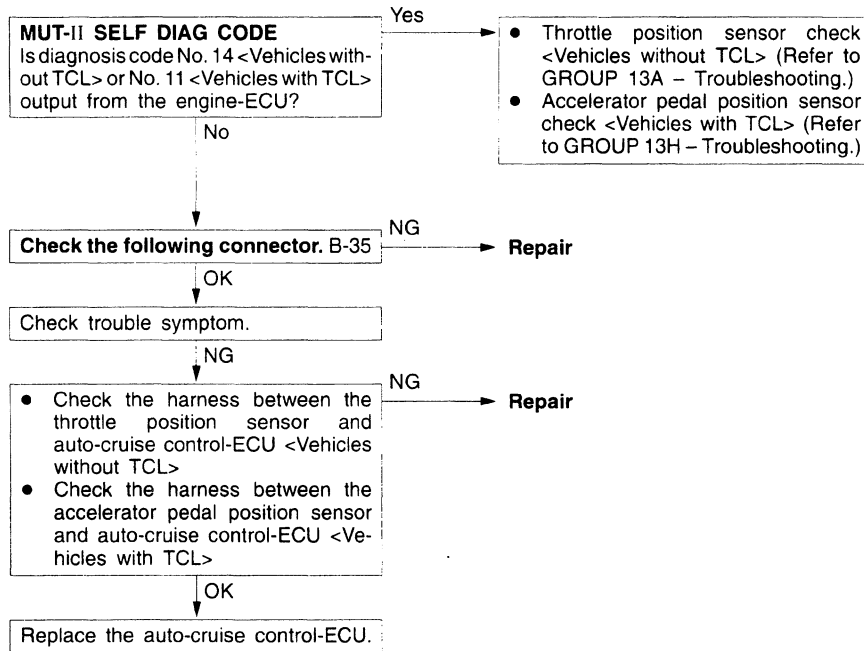 MUT-II SELF DIAG CODE
Is diagnosis code No. 14 <Vehicles with-
out TCL> or No. 11 <Vehicles with TCL>
output from the engine-ECU?
Yes
● Throttle position sensor check
<Vehicles without TCL> (Refer to
GROUP 13A – Troubleshooting.)
● Accelerator pedal position sensor
check <Vehicles with TCL> (Refer
to GROUP 13H – Troubleshooting.)
No
Check the following connector. B-35
NG
Repair
OK
Check trouble symptom.
NG
● Check the harness between the
throttle position sensor and
auto-cruise control-ECU <Vehicles
without TCL>
● Check the harness between the
accelerator pedal position sensor
and auto-cruise control-ECU <Ve-
hicles with TCL>
NG
Repair
OK
Replace the auto-cruise control-ECU.